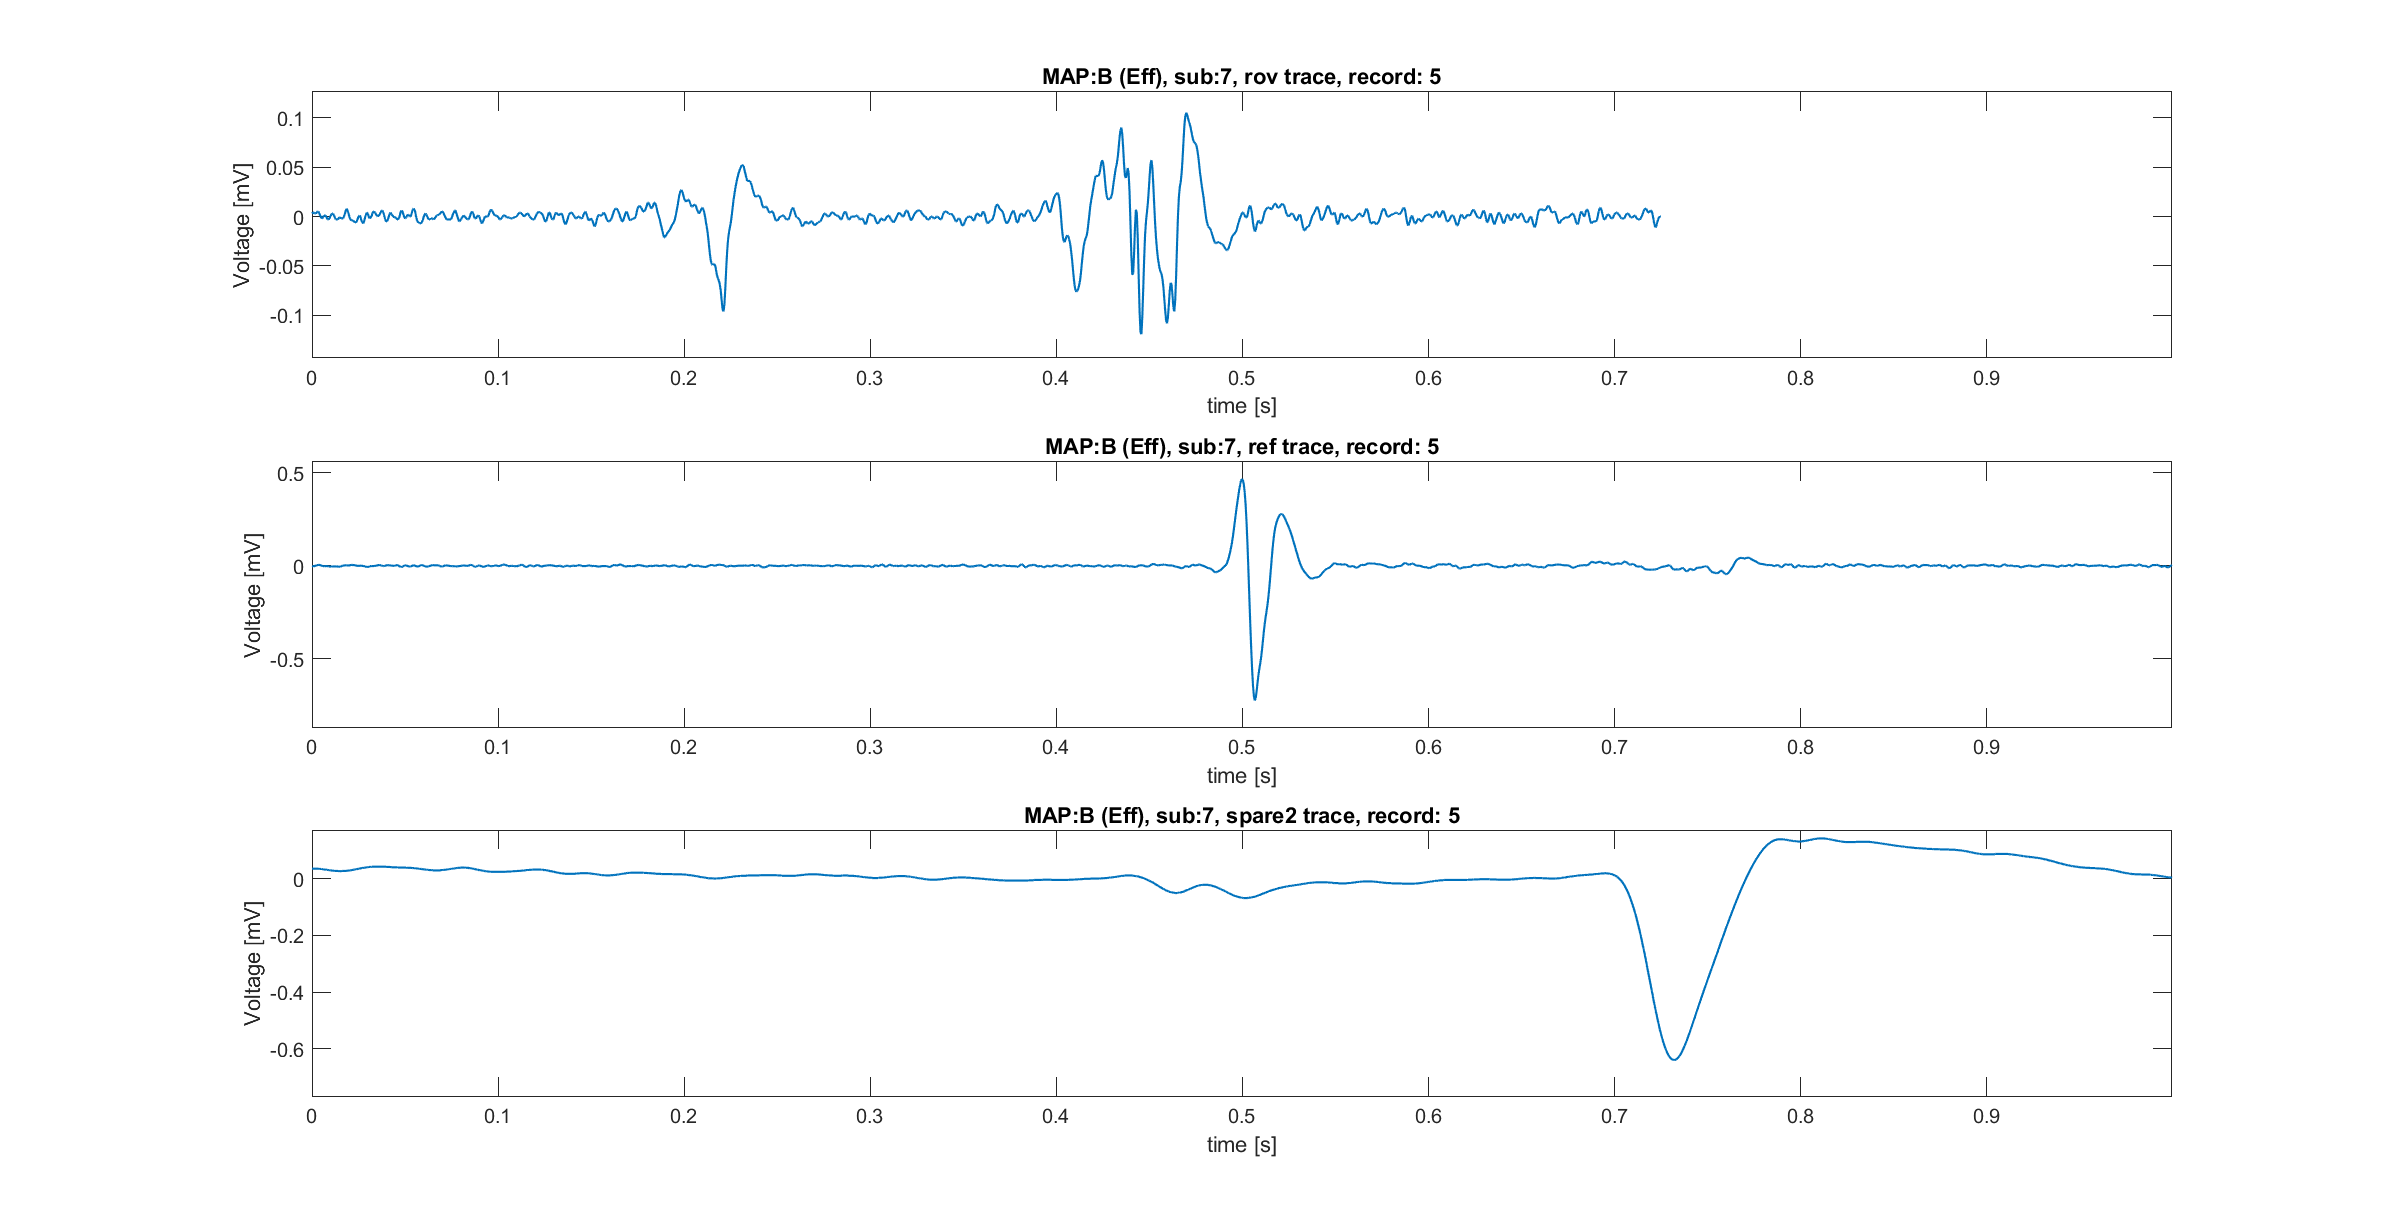 MAP:B (Eff), sub:7, rov trace, record: 5
0.1
0.05
0
-0.05
-0.1
Voltage [mV]
0 0.1 0.2 0.3 0.4 0.5 0.6 0.7 0.8 0.9
time [s]
MAP:B (Eff), sub:7, ref trace, record: 5
0.5
0
-0.5
Voltage [mV]
0 0.1 0.2 0.3 0.4 0.5 0.6 0.7 0.8 0.9
time [s]
MAP:B (Eff), sub:7, spare2 trace, record: 5
0
-0.2
-0.4
-0.6
Voltage [mV]
0 0.1 0.2 0.3 0.4 0.5 0.6 0.7 0.8 0.9
time [s]